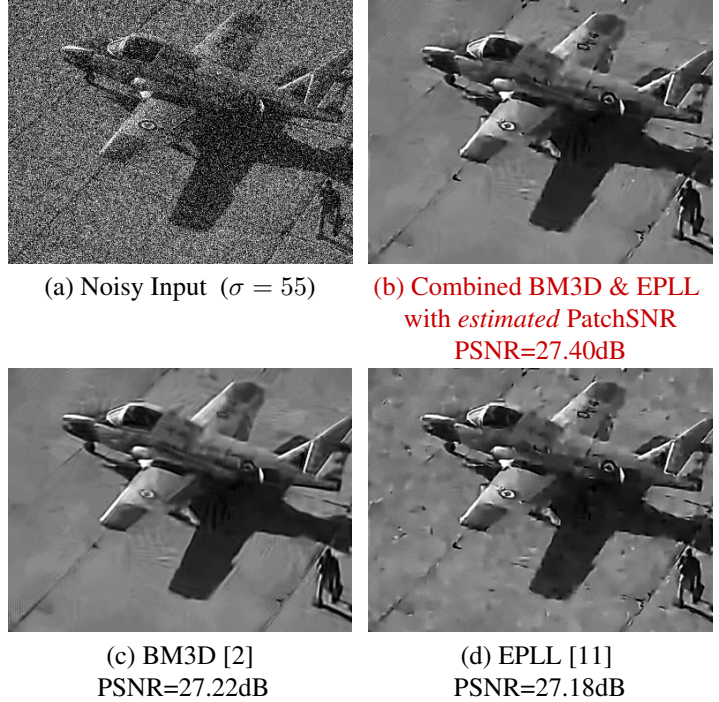 (a) Noisy Input (σ = 55)
(b) Combined BM3D & EPLL
with estimated PatchSNR
PSNR=27.40dB
(c) BM3D [2]
PSNR=27.22dB
(d) EPLL [11]
PSNR=27.18dB